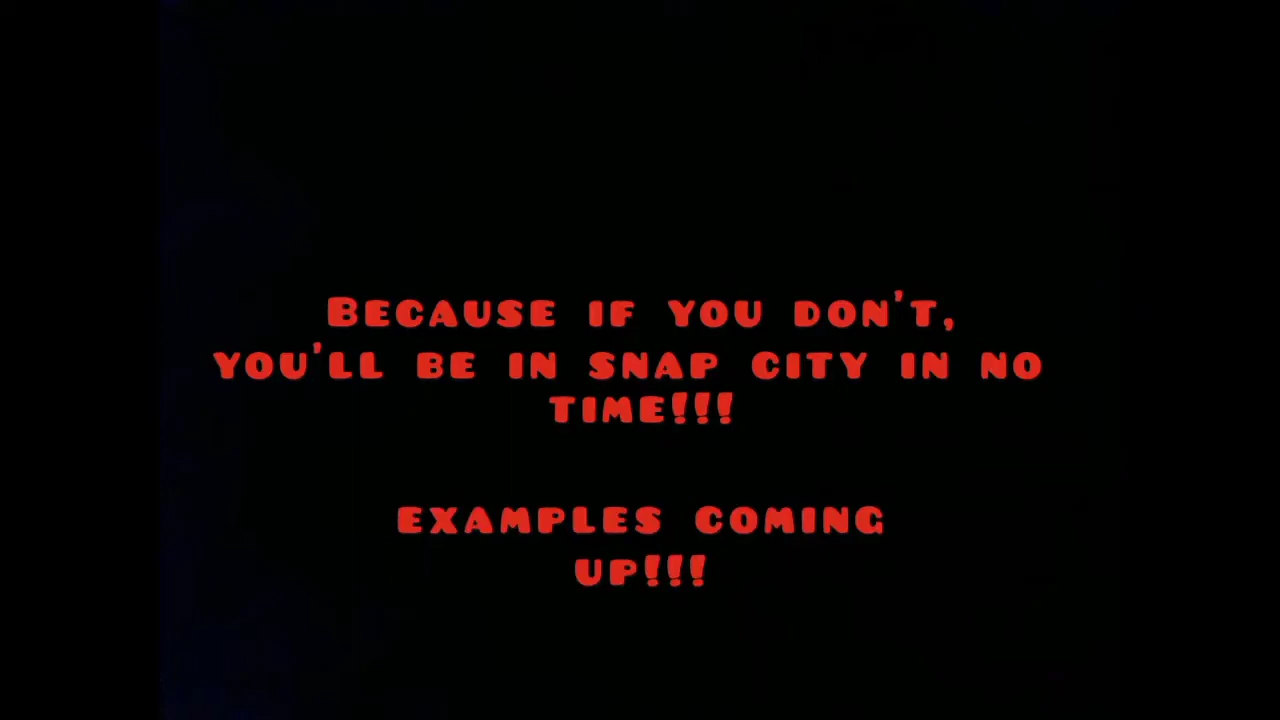 Because if you don't,
you'll be in snap city in no
time!!!
examples coming
up!!!